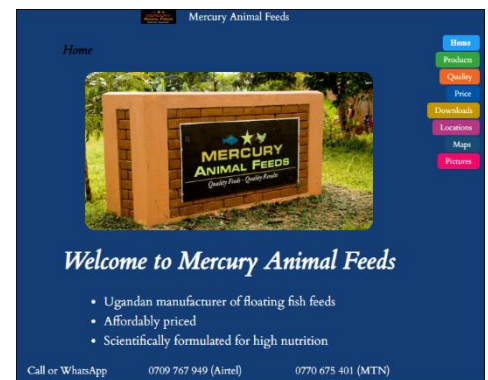 Mercury Animal Feeds
Home
Home
Products
Quality
Price
Downloads
Locations
Maps
Pictures
MERCURY
ANIMAL FEEDS
Quality Feeds - Quality Results
Welcome to Mercury Animal Feeds
• Ugandan manufacturer of floating fish feeds
• Affordably priced
• Scientifically formulated for high nutrition
Call or WhatsApp 0709 767 949 (Airtel) 0770 675 401 (MTN)